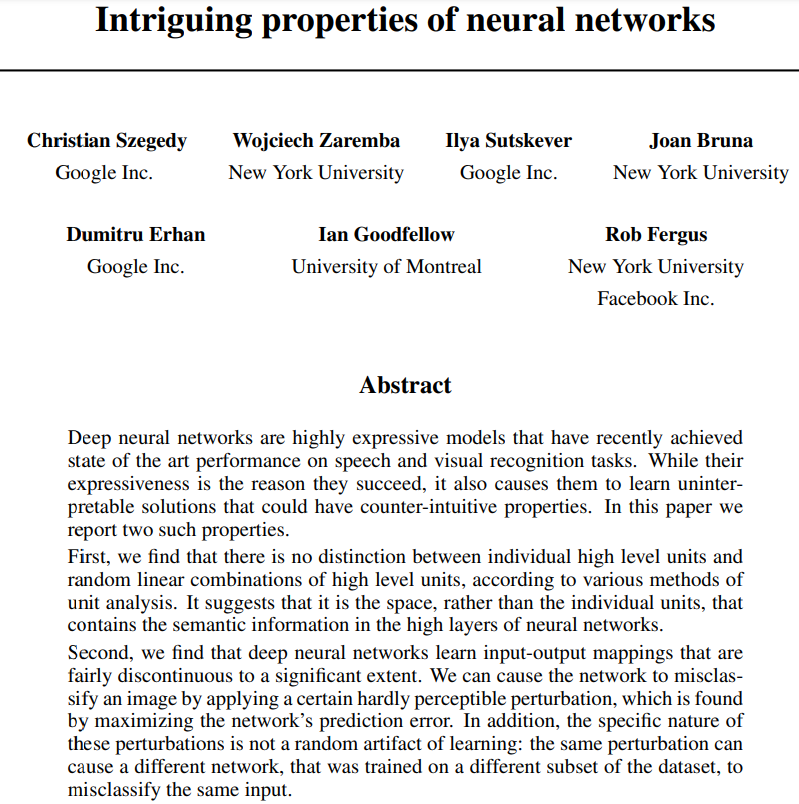 Intriguing properties of neural networks
Christian Szegedy Wojciech Zaremba Ilya Sutskever Joan Bruna
Google Inc. New York University Google Inc. New York University
Dumitru Erhan Ian Goodfellow Rob Fergus
Google Inc. University of Montreal New York University
Facebook Inc.
Abstract
Deep neural networks are highly expressive models that have recently achieved
state of the art performance on speech and visual recognition tasks. While their
expressiveness is the reason they succeed, it also causes them to learn uninter-
pretable solutions that could have counter-intuitive properties. In this paper we
report two such properties.
First, we find that there is no distinction between individual high level units and
random linear combinations of high level units, according to various methods of
unit analysis. It suggests that it is the space, rather than the individual units, that
contains the semantic information in the high layers of neural networks.
Second, we find that deep neural networks learn input-output mappings that are
fairly discontinuous to a significant extent. We can cause the network to misclas-
sify an image by applying a certain hardly perceptible perturbation, which is found
by maximizing the network's prediction error. In addition, the specific nature of
these perturbations is not a random artifact of learning: the same perturbation can
cause a different network, that was trained on a different subset of the dataset, to
misclassify the same input.